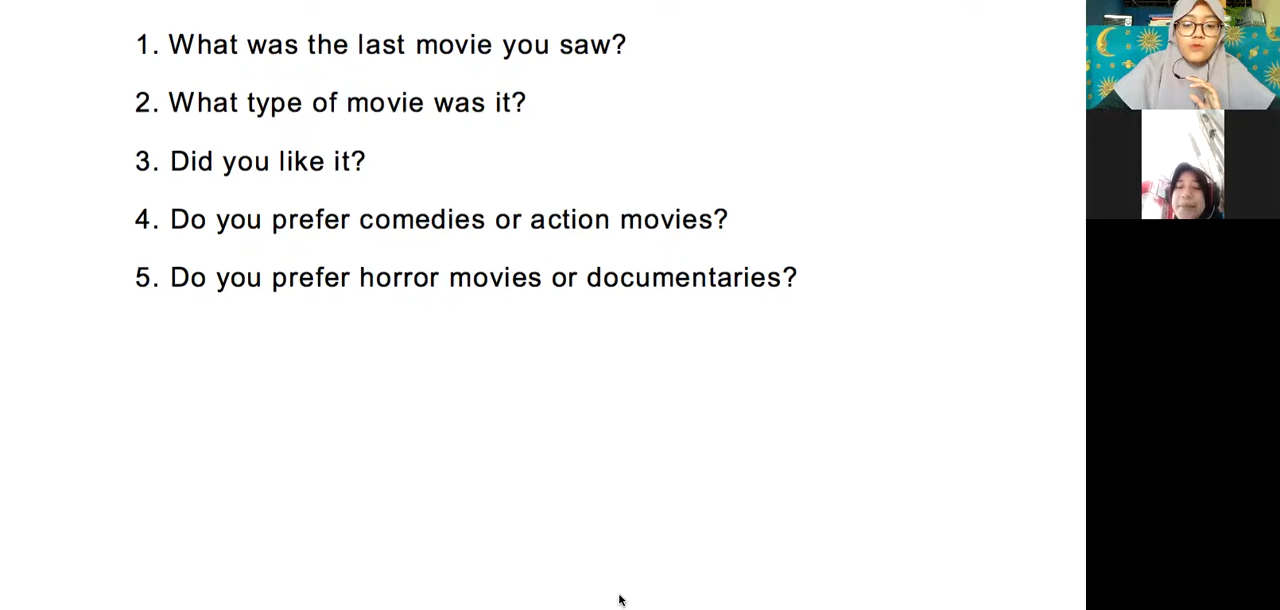 1. What was the last movie you saw?
2. What type of movie was it?
3. Did you like it?
4. Do you prefer comedies or action movies?
5. Do you prefer horror movies or documentaries?